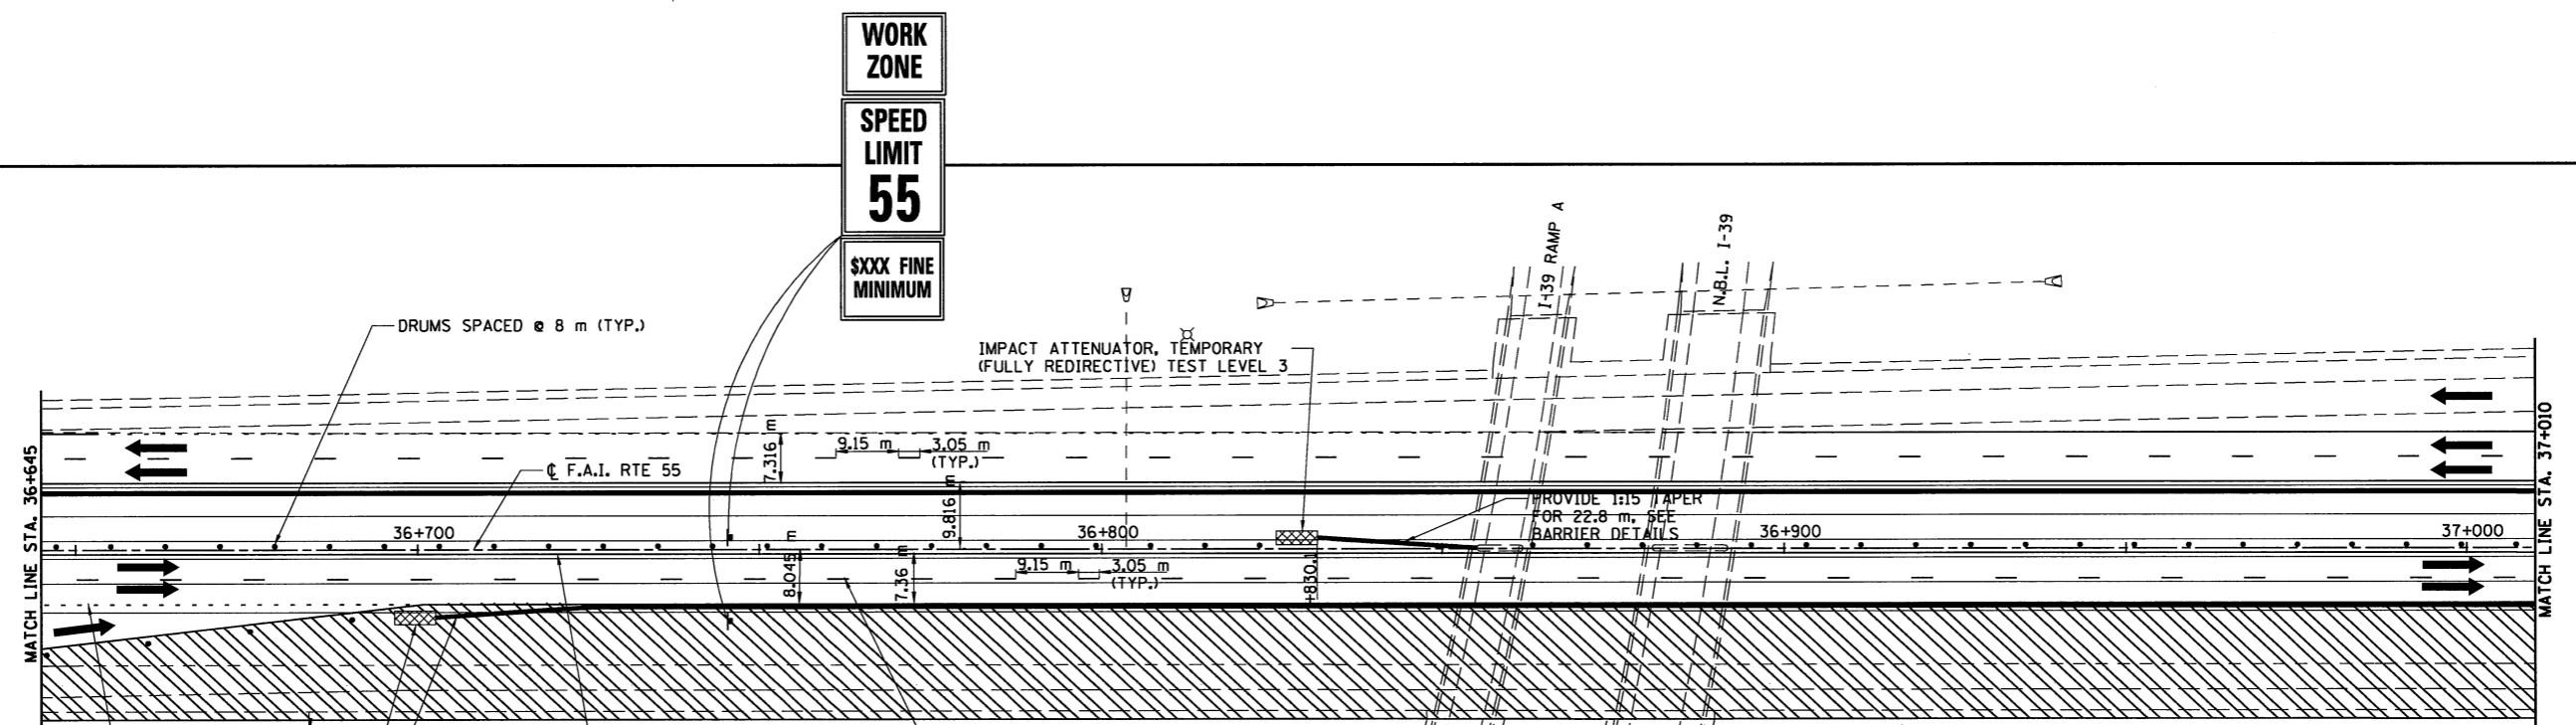 WORK
ZONE
SPEED
LIMIT
55
$XXX FINE
MINIMUM
I-39 RAMP A
N.B.L. I-39
DRUMS SPACED @ 8 m (TYP.)
IMPACT ATTENUATOR, TEMPORARY
(FULLY REDIRECTIVE) TEST LEVEL 3
MATCH LINE STA. 36+645
MATCH LINE STA. 37+010
7.316 m
9.15 m
3.05 m
(TYP.)
℄ F.A.I. RTE 55
9.816 m
PROVIDE 1:15 TAPER
FOR 22.8 m, SEE
BARRIER DETAILS
36+700
36+800
36+900
37+000
8.045 m
7.36 m
9.15 m
3.05 m
(TYP.)
+830.1